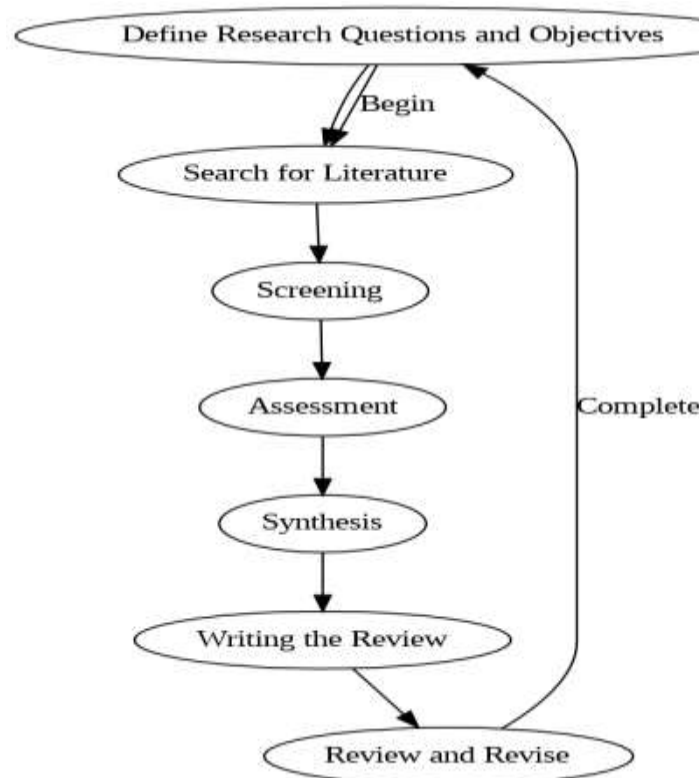 Define Research Questions and Objectives
Begin
Search for Literature
Screening
Assessment
Complete
Synthesis
Writing the Review
Review and Revise